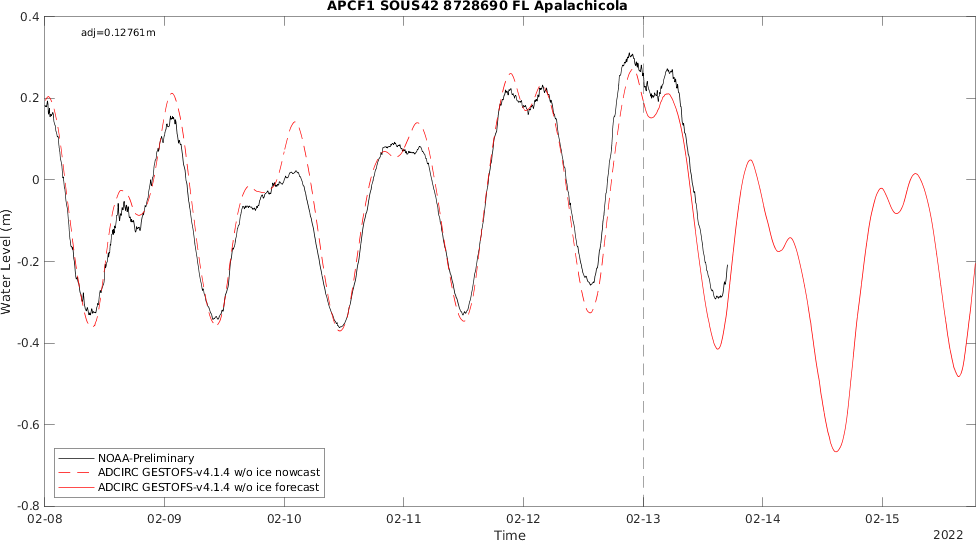 APCF1 SOUS42 8728690 FL Apalachicola
adj=0.12761m
0.4
0.2
0
-0.2
-0.4
-0.6
-0.8
Water Level (m)
NOAA-Preliminary
ADCIRC GESTOFS-v4.1.4 w/o ice nowcast
ADCIRC GESTOFS-v4.1.4 w/o ice forecast
02-08 02-09 02-10 02-11 02-12 02-13 02-14 02-15
Time
2022